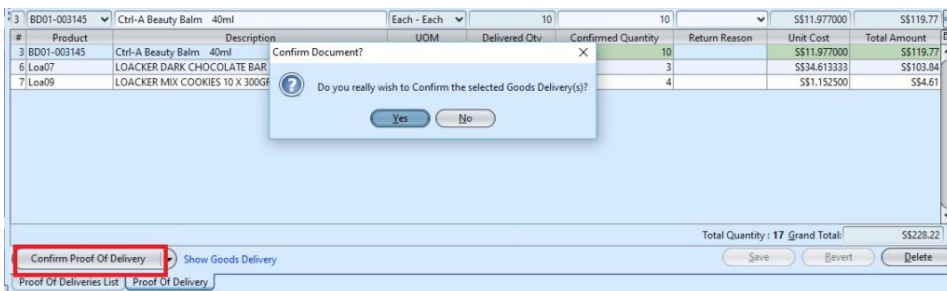 3 BD01-003145 Ctrl-A Beauty Balm 40ml Each - Each 10 10 S$11.977000 S$119.77
# Product Description UOM Delivered Qty Confirmed Quantity Return Reason Unit Cost Total Amount
3 BD01-003145 Ctrl-A Beauty Balm 40ml 10 S$11.977000 S$119.77
6 Loa07 LOACKER DARK CHOCOLATE BAR 3 S$34.613333 S$103.84
7 Loa09 LOACKER MIX COOKIES 10 X 300GR 4 S$1.152500 S$4.61
Confirm Document?
Do you really wish to Confirm the selected Goods Delivery(s)?
Yes No
Total Quantity : 17 Grand Total: S$228.22
Confirm Proof Of Delivery Show Goods Delivery Save Revert Delete
Proof Of Deliveries List Proof Of Delivery